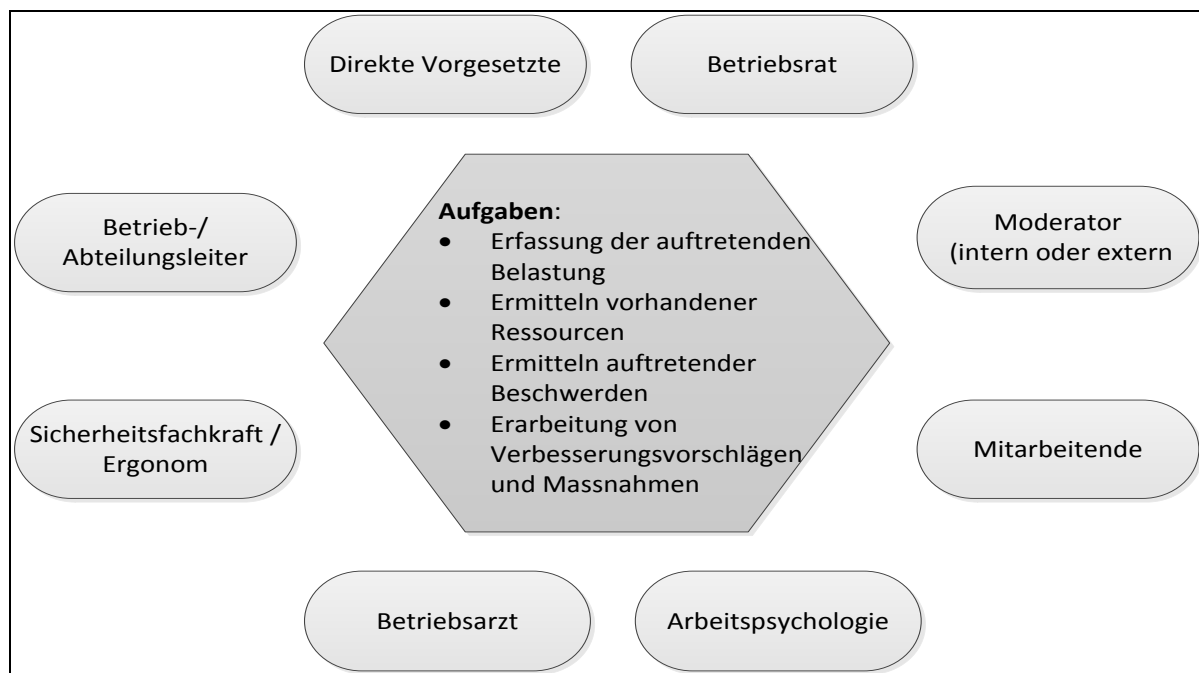 Direkte Vorgesetzte
Betriebsrat
Betrieb-/
Abteilungsleiter
Moderator
(intern oder extern
Aufgaben:
• Erfassung der auftretenden
Belastung
• Ermitteln vorhandener
Ressourcen
• Ermitteln auftretender
Beschwerden
• Erarbeitung von
Verbesserungsvorschlägen
und Massnahmen
Sicherheitsfachkraft /
Ergonom
Mitarbeitende
Betriebsarzt
Arbeitspsychologie